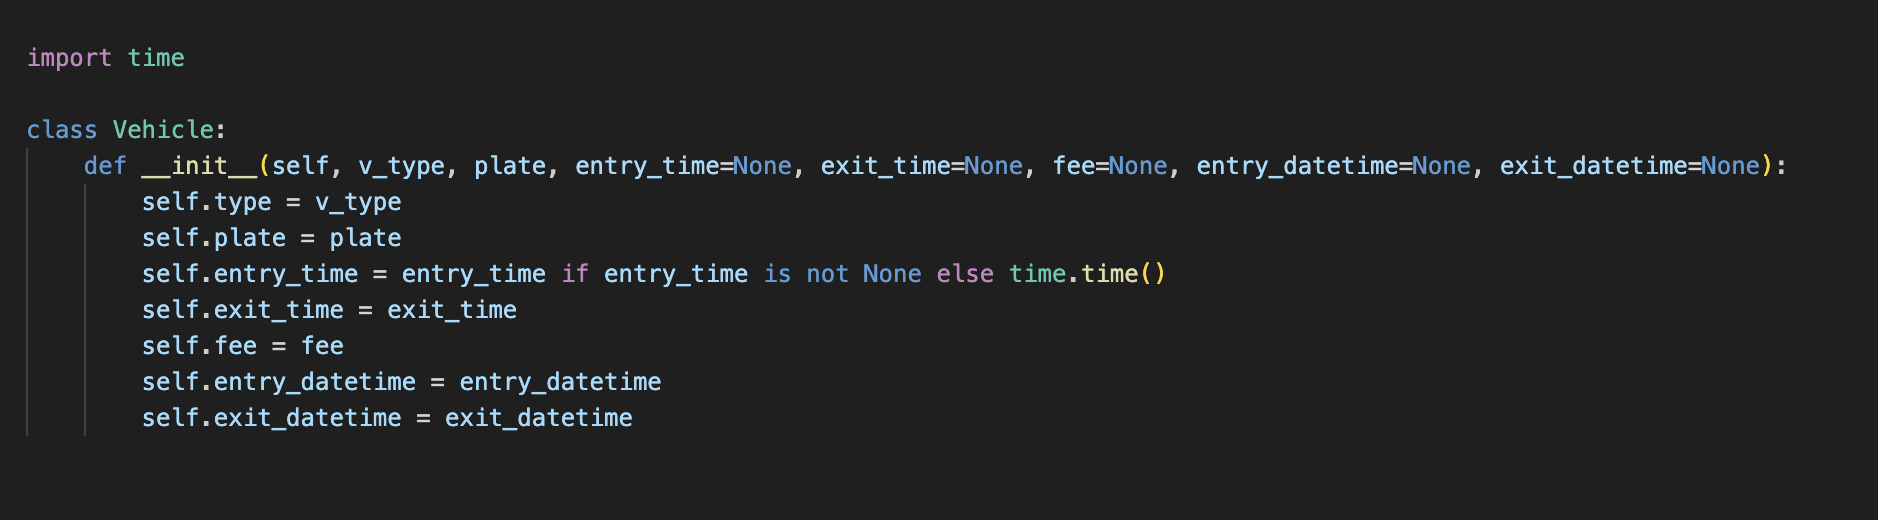 import time
class Vehicle:
    def __init__(self, v_type, plate, entry_time=None, exit_time=None, fee=None, entry_datetime=None, exit_datetime=None):
        self.type = v_type
        self.plate = plate
        self.entry_time = entry_time if entry_time is not None else time.time()
        self.exit_time = exit_time
        self.fee = fee
        self.entry_datetime = entry_datetime
        self.exit_datetime = exit_datetime